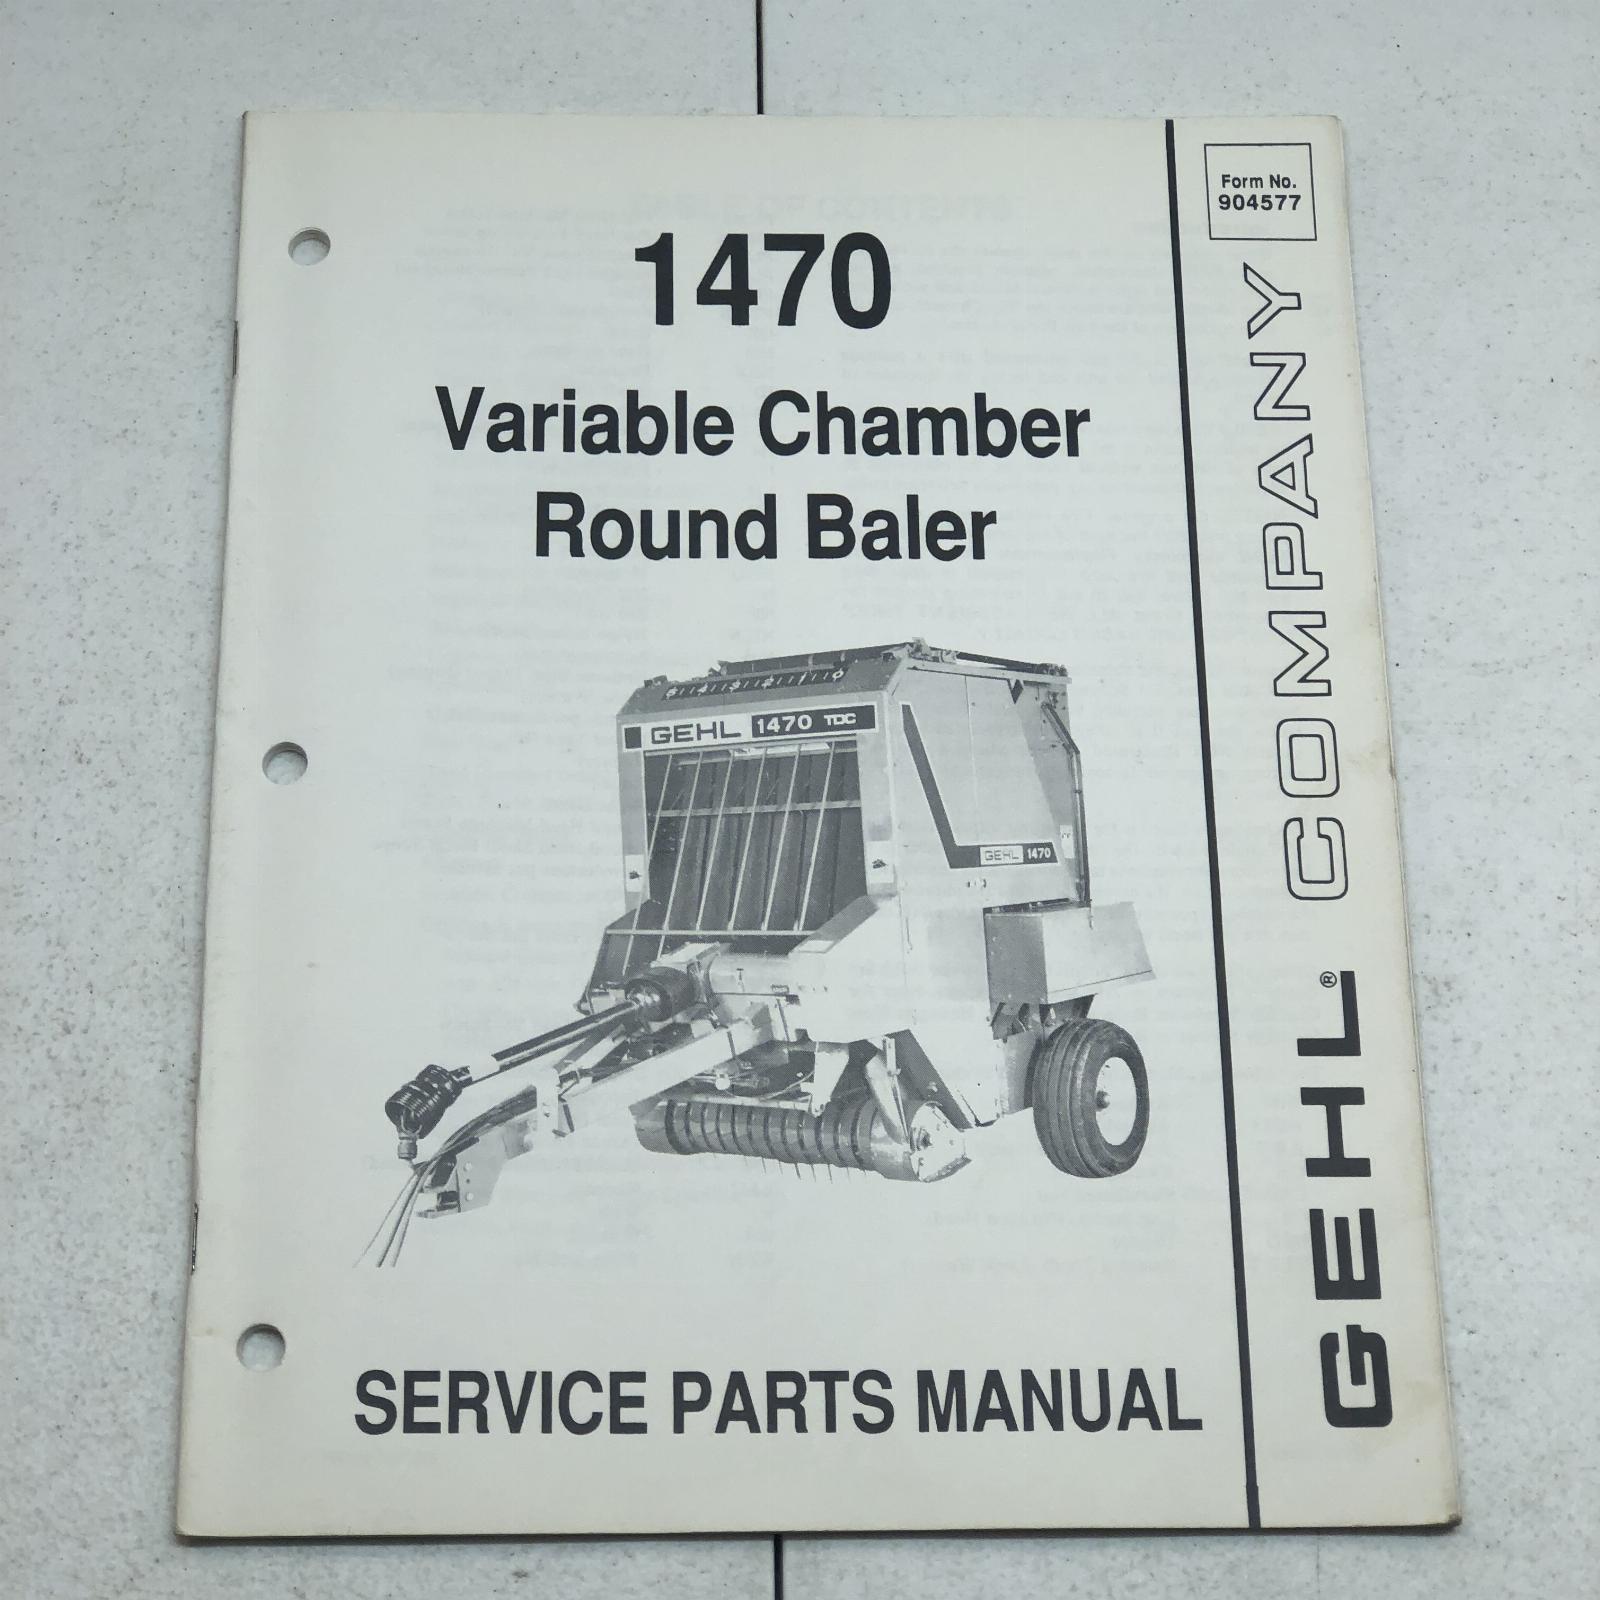 Form No.
904577
1470
Variable Chamber
Round Baler
GEHL 1470 TDC
GEHL 1470
SERVICE PARTS MANUAL
GEHL® COMPANY